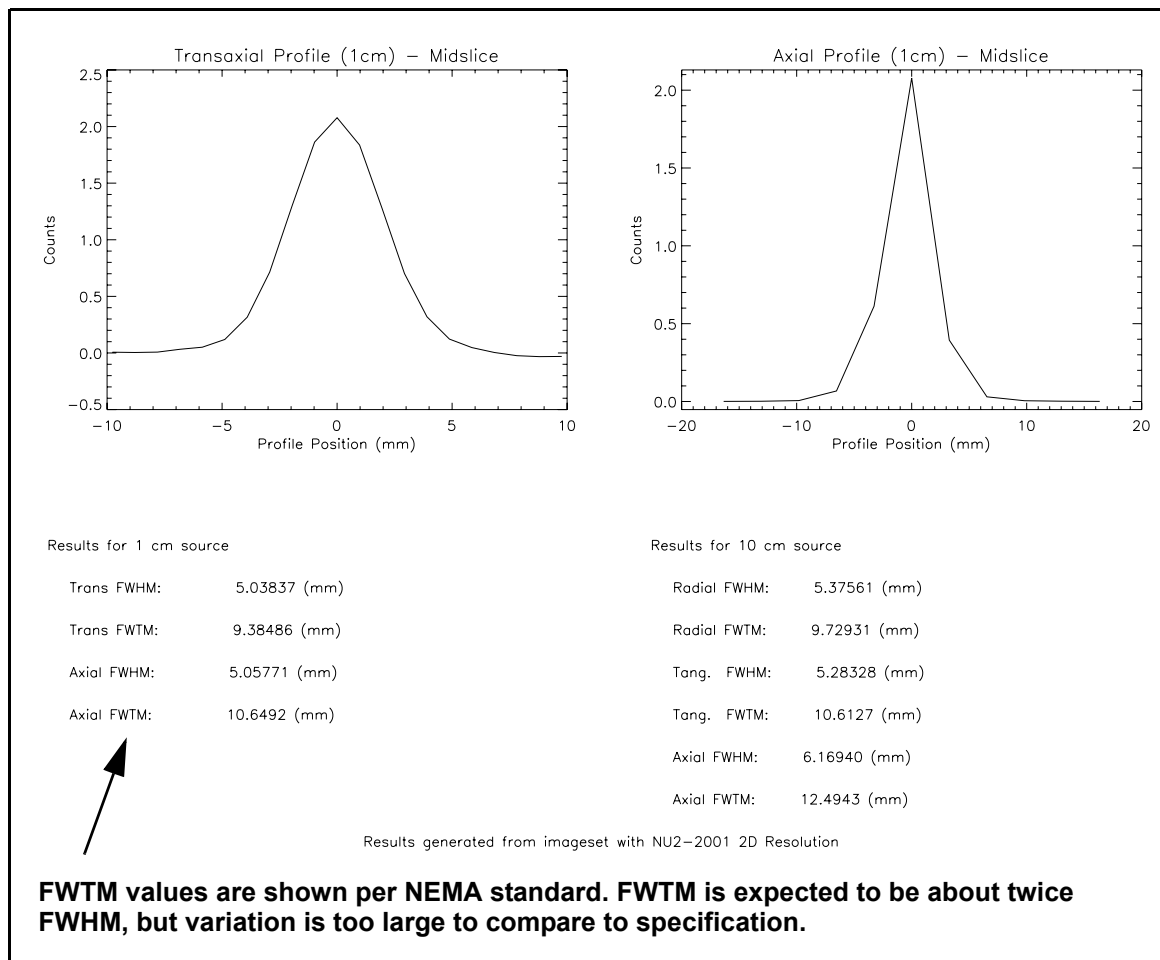 Transaxial Profile (1cm) – Midslice
2.5
2.0
1.5
1.0
0.5
0.0
−0.5
Counts
−10
−5
0
5
10
Profile Position (mm)
Axial Profile (1cm) – Midslice
2.0
1.5
1.0
0.5
0.0
Counts
−20
−10
0
10
20
Profile Position (mm)
Results for 1 cm source
Trans FWHM: 5.03837 (mm)
Trans FWTM: 9.38486 (mm)
Axial FWHM: 5.05771 (mm)
Axial FWTM: 10.6492 (mm)
Results for 10 cm source
Radial FWHM: 5.37561 (mm)
Radial FWTM: 9.72931 (mm)
Tang. FWHM: 5.28328 (mm)
Tang. FWTM: 10.6127 (mm)
Axial FWHM: 6.16940 (mm)
Axial FWTM: 12.4943 (mm)
Results generated from imageset with NU2−2001 2D Resolution
FWTM values are shown per NEMA standard. FWTM is expected to be about twice
FWHM, but variation is too large to compare to specification.